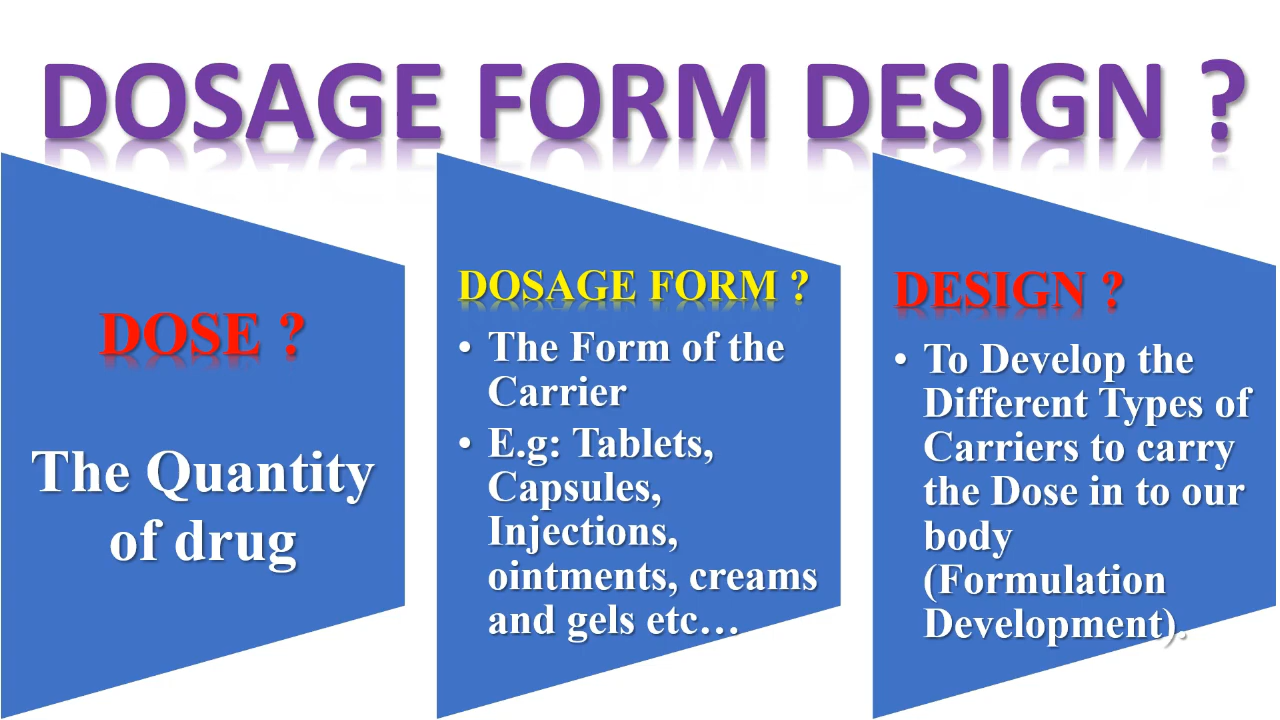 DOSAGE FORM DESIGN ?
DOSE ?
The Quantity
of drug
DOSAGE FORM ?
• The Form of the
Carrier
• E.g: Tablets,
Capsules,
Injections,
ointments, creams
and gels etc…
DESIGN ?
• To Develop the
Different Types of
Carriers to carry
the Dose in to our
body
(Formulation
Development).